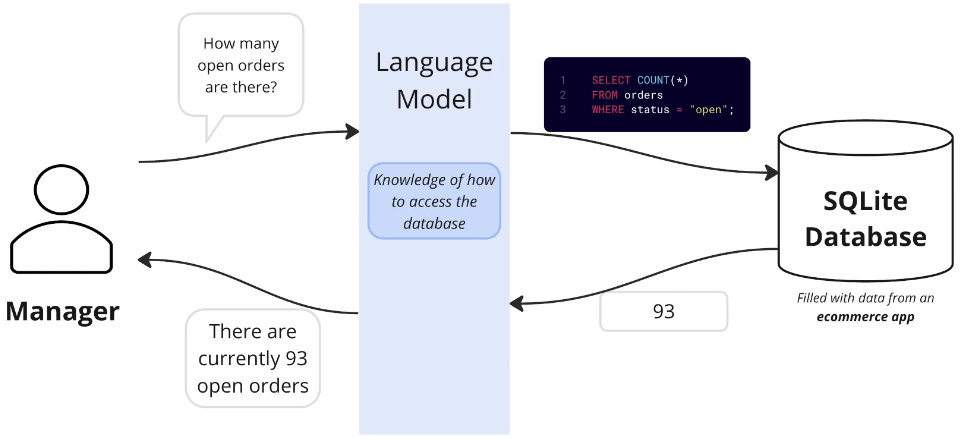 How many
open orders
are there?
Language
Model
1 SELECT COUNT(*)
2 FROM orders
3 WHERE status = "open";
Knowledge of how
to access the
database
SQLite
Database
Filled with data from an
ecommerce app
Manager
There are
currently 93
open orders
93